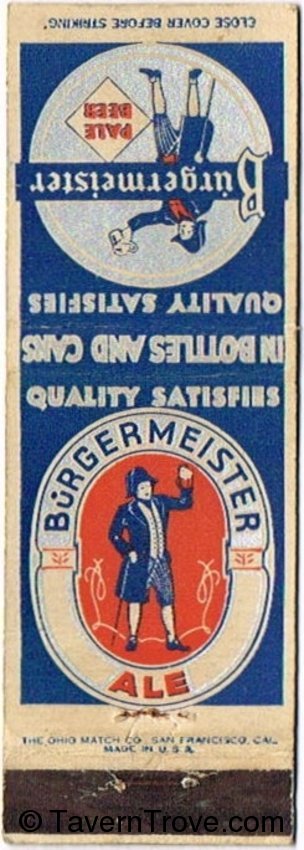 CLOSE COVER BEFORE STRIKING
PALE
BEER
Bürgermeister
QUALITY SATISFIES
IN BOTTLES AND CANS
QUALITY SATISFIES
BÜRGERMEISTER
ALE
THE OHIO MATCH CO., SAN FRANCISCO, CAL.
MADE IN U.S.A.
© TavernTrove.com